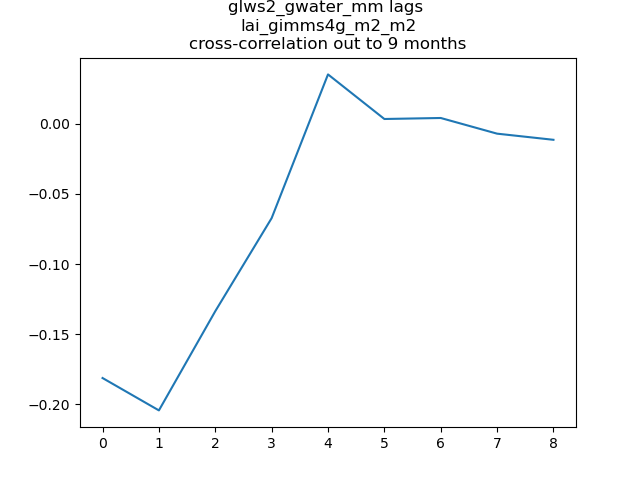 glws2_gwater_mm lags
lai_gimms4g_m2_m2
cross-correlation out to 9 months
0.00
−0.05
−0.10
−0.15
−0.20
0 1 2 3 4 5 6 7 8